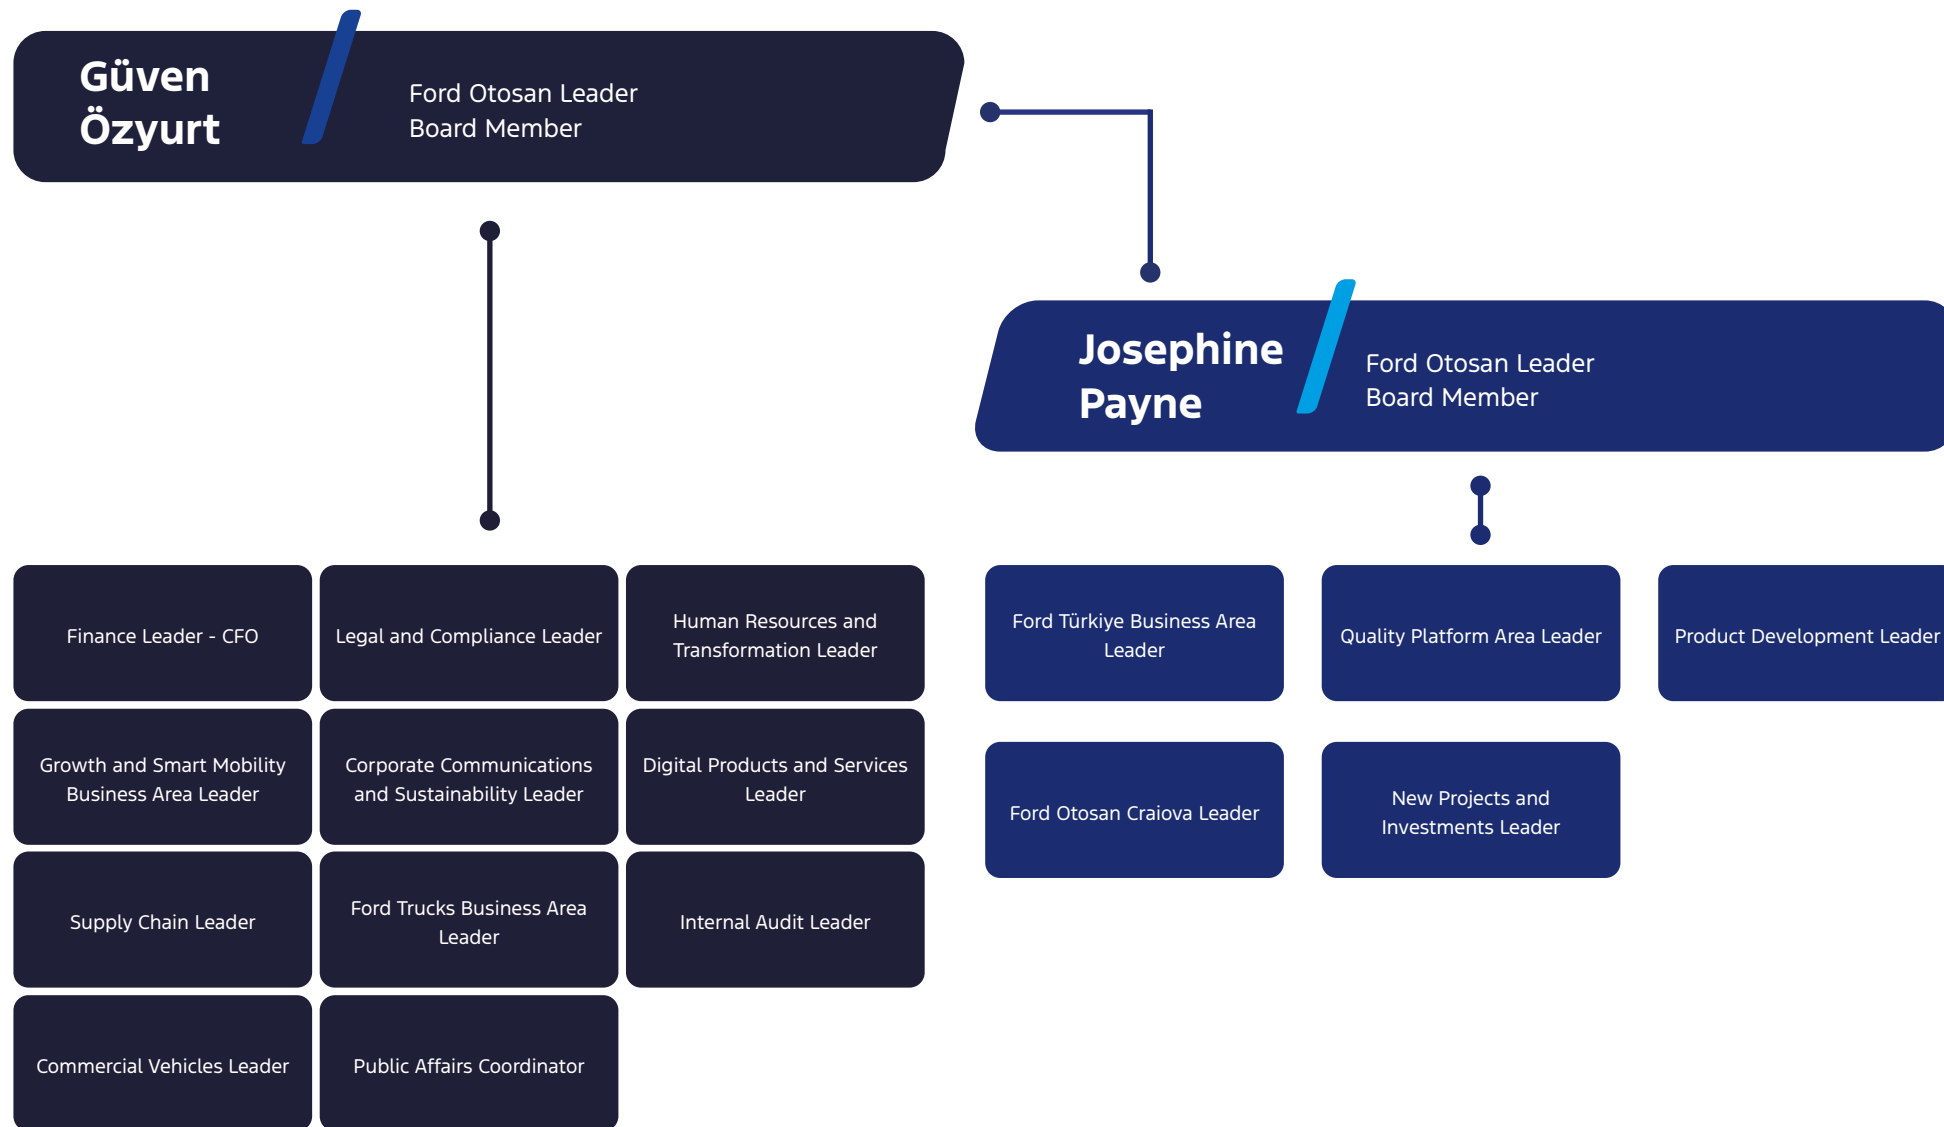 Güven
Özyurt
Ford Otosan Leader
Board Member
Josephine
Payne
Ford Otosan Leader
Board Member
Finance Leader - CFO
Legal and Compliance Leader
Human Resources and
Transformation Leader
Growth and Smart Mobility
Business Area Leader
Corporate Communications
and Sustainability Leader
Digital Products and Services
Leader
Supply Chain Leader
Ford Trucks Business Area
Leader
Internal Audit Leader
Commercial Vehicles Leader
Public Affairs Coordinator
Ford Türkiye Business Area
Leader
Quality Platform Area Leader
Product Development Leader
Ford Otosan Craiova Leader
New Projects and
Investments Leader